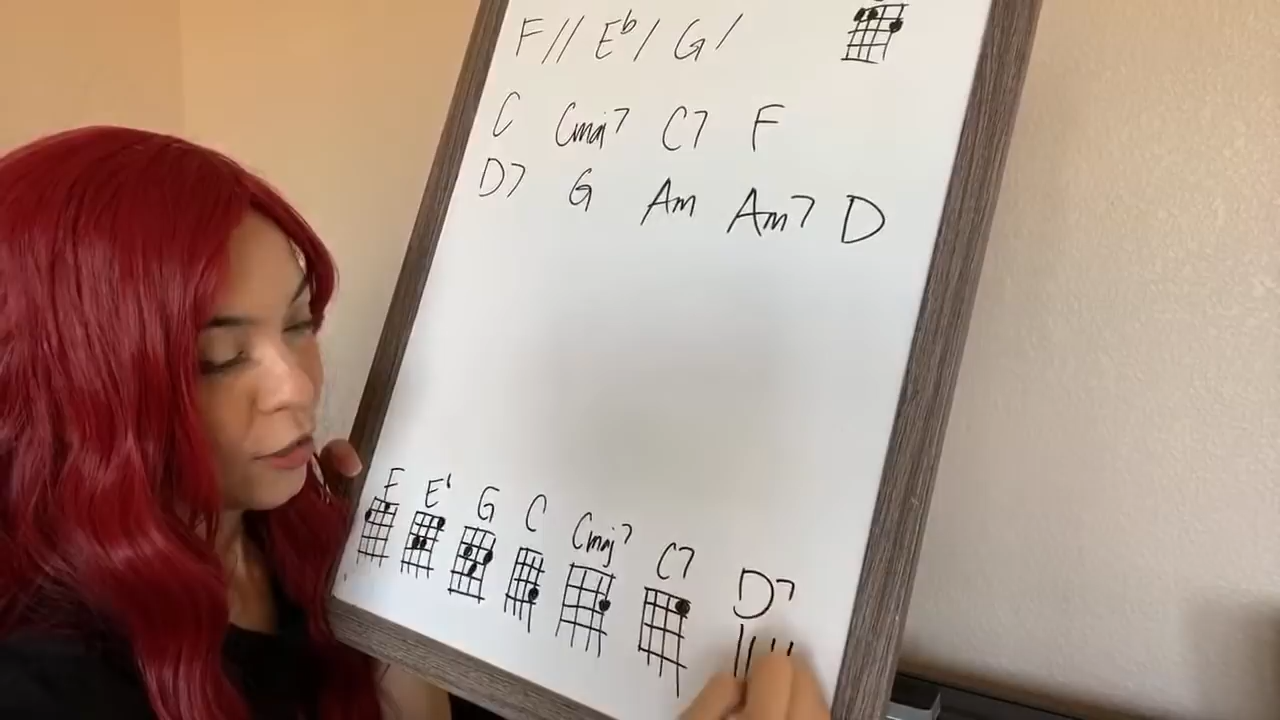 F // E♭ / G /
C Cmaj7 C7 F
D7 G Am Am7 D
F E♭ G C Cmaj7 C7 D7